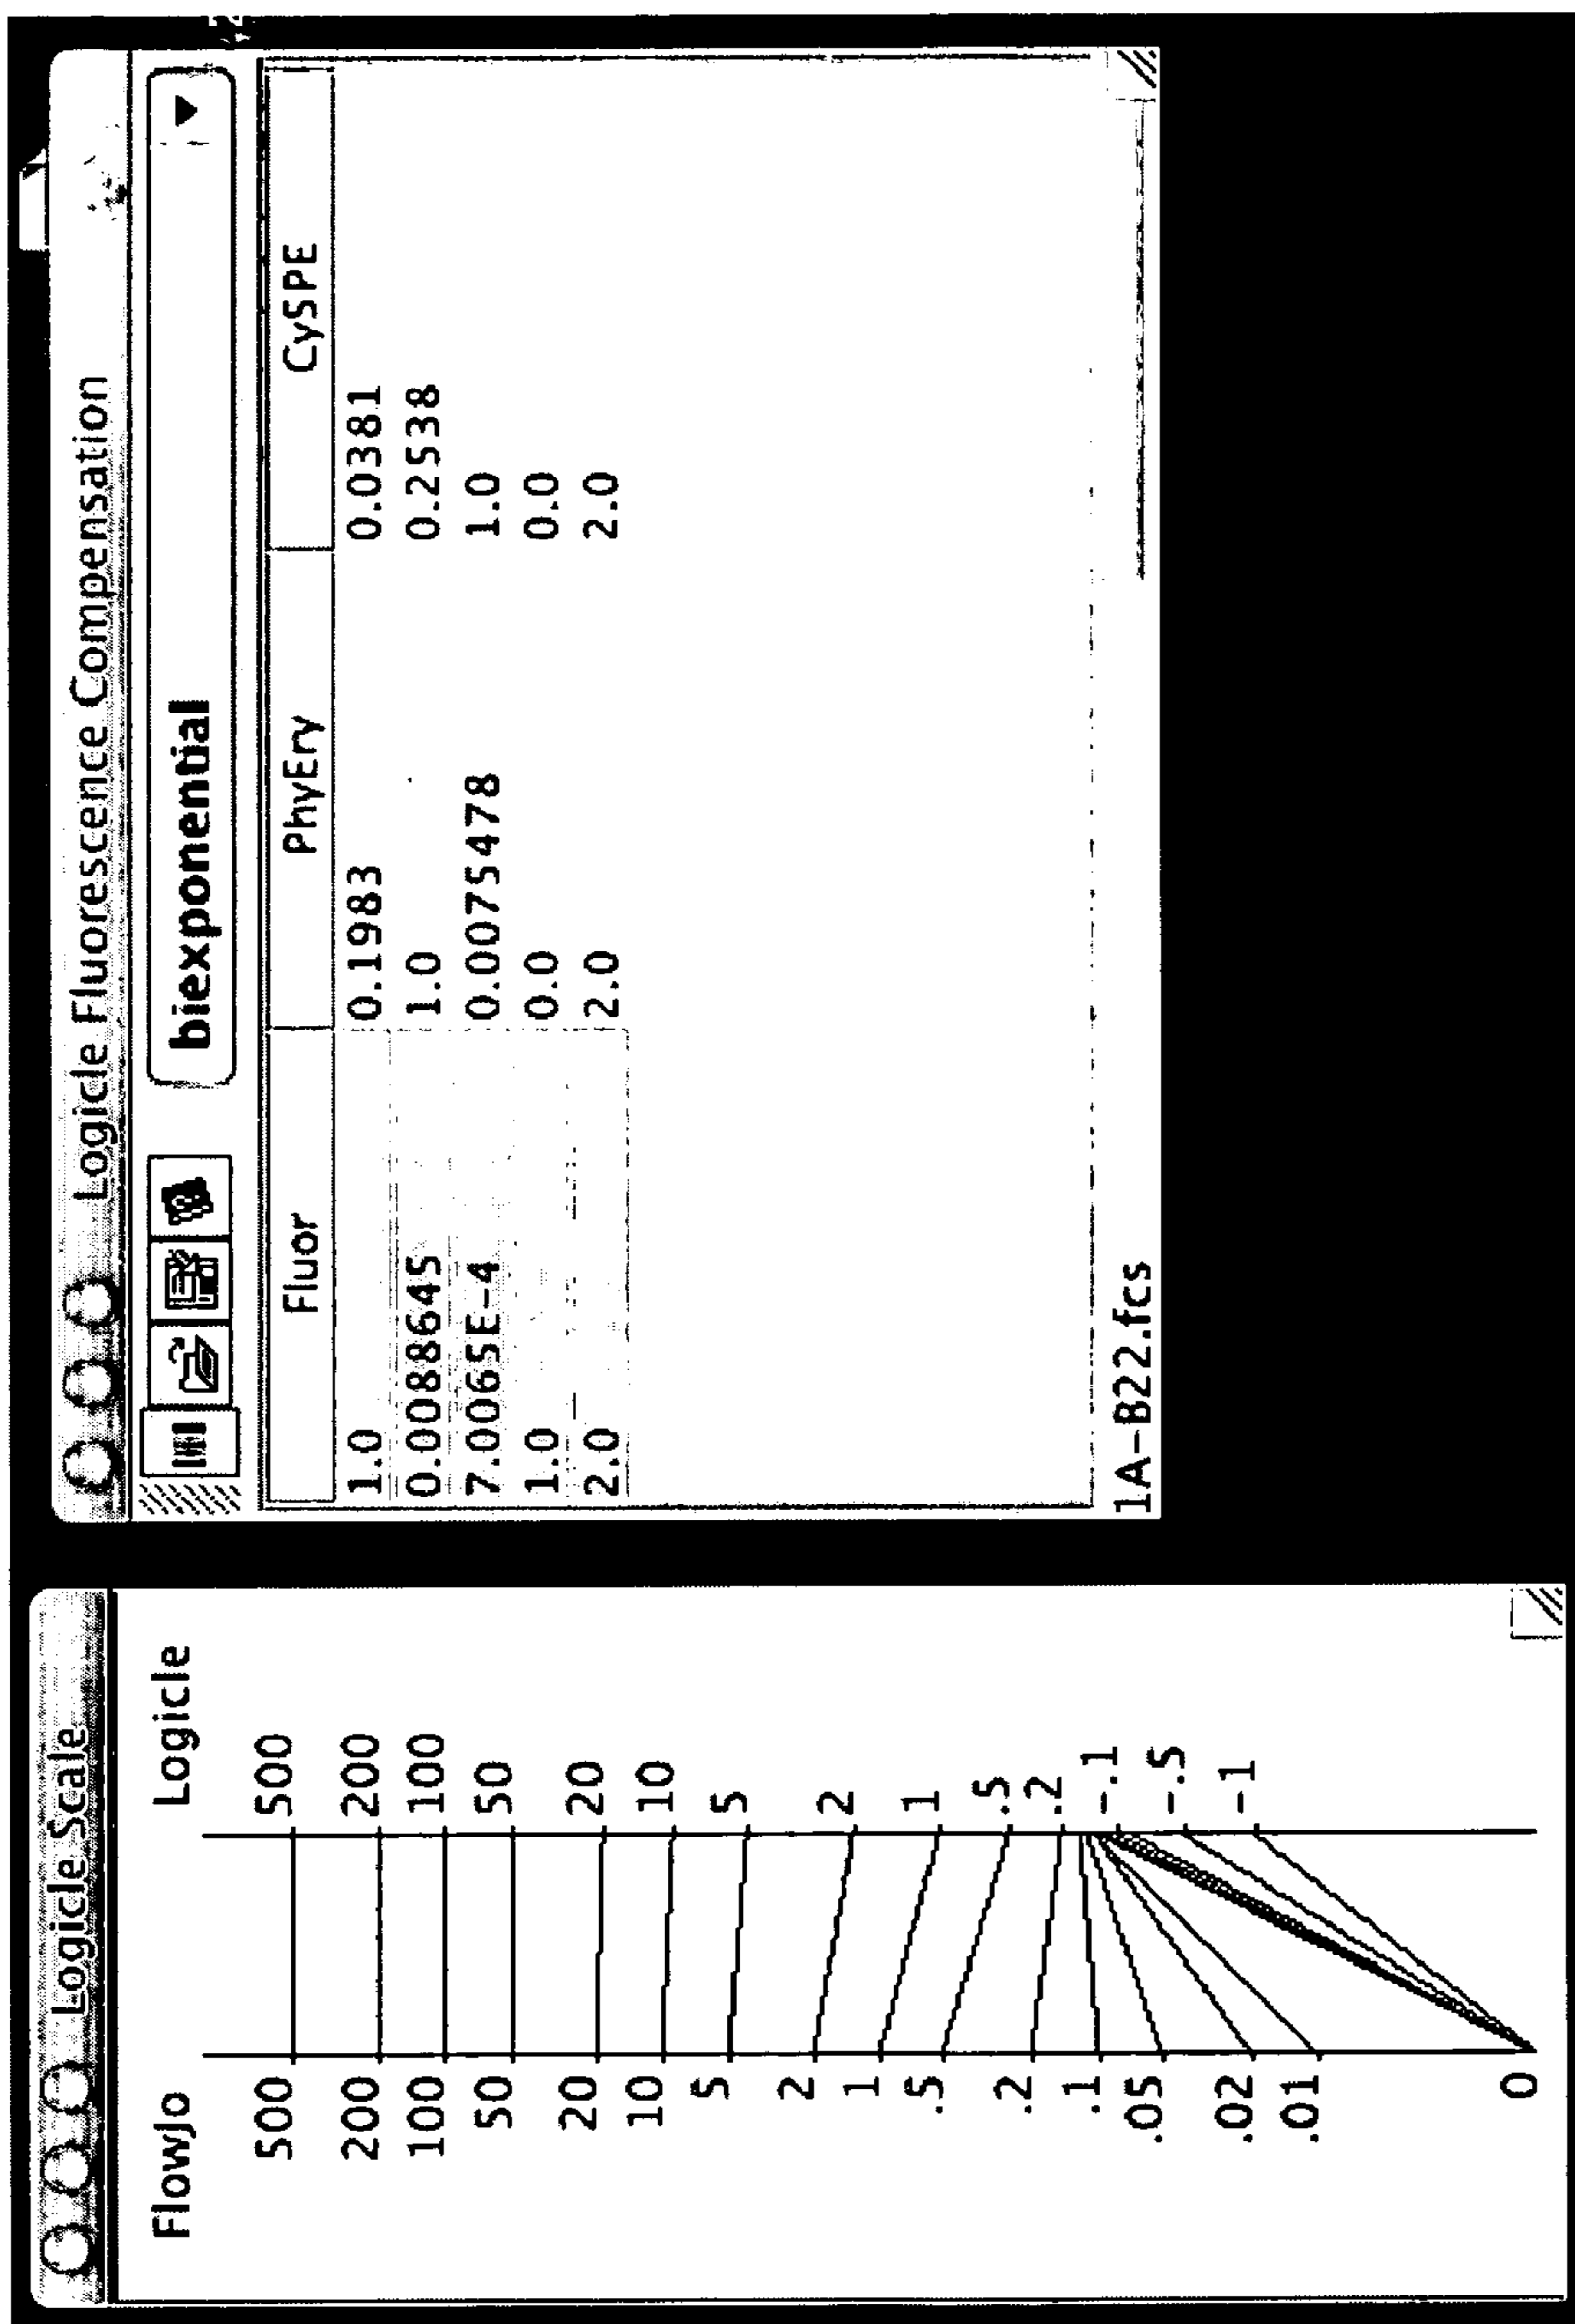 Logicle Scale
FlowJo Logicle
500 500
200 200
100 100
50 50
20 20
10 10
5 5
2 2
1 1
.5 .5
.2 .2
.1 -.1
.05 -.5
.02 -1
.01
0
Logicle Fluorescence Compensation
biexponential
Fluor PhyEry Cy5PE
1.0 0.1983 0.0381
0.0088645 1.0 0.2538
7.0065E-4 0.0075478 1.0
1.0 0.0 0.0
2.0 2.0 2.0
1A-B22.fcs